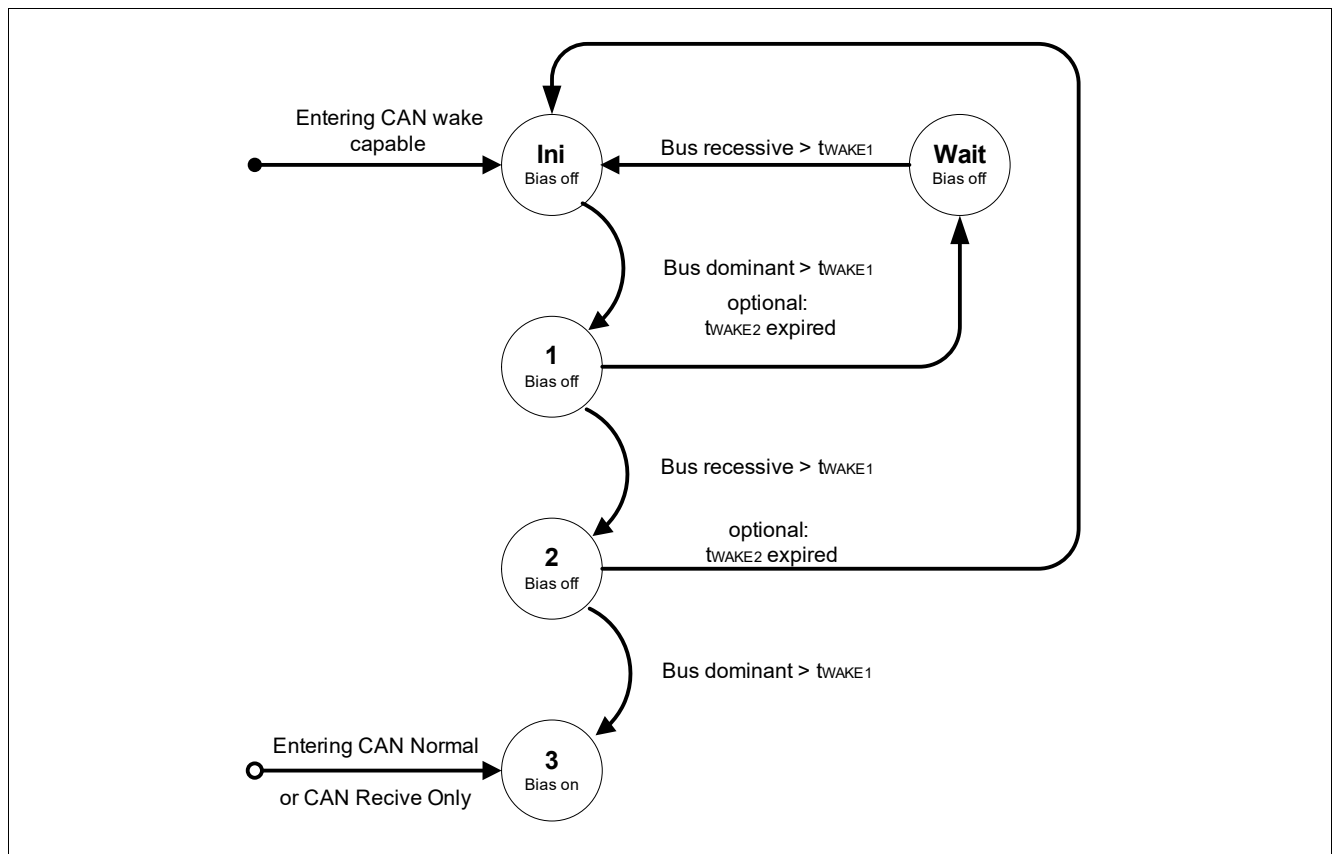 Entering CAN wake
capable
Ini
Bias off
Bus recessive > tWAKE1
Wait
Bias off
Bus dominant > tWAKE1
optional:
tWAKE2 expired
1
Bias off
Bus recessive > tWAKE1
optional:
tWAKE2 expired
2
Bias off
Bus dominant > tWAKE1
Entering CAN Normal
or CAN Recive Only
3
Bias on